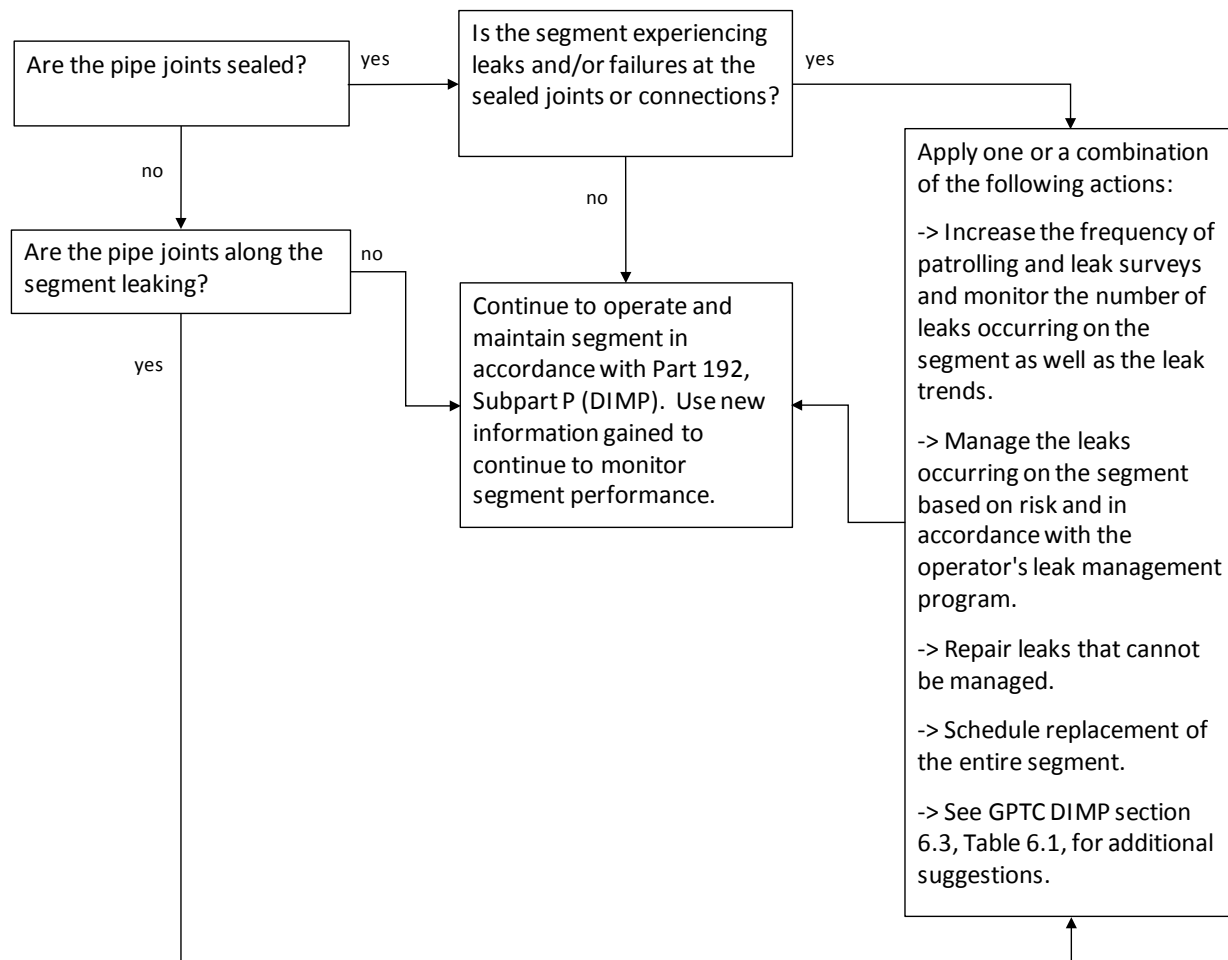 Are the pipe joints sealed?
yes
Is the segment experiencing
leaks and/or failures at the
sealed joints or connections?
yes
no
no
Are the pipe joints along the
segment leaking?
no
yes
Continue to operate and
maintain segment in
accordance with Part 192,
Subpart P (DIMP).  Use new
information gained to
continue to monitor
segment performance.
Apply one or a combination
of the following actions:
-> Increase the frequency of
patrolling and leak surveys
and monitor the number of
leaks occurring on the
segment as well as the leak
trends.
-> Manage the leaks
occurring on the segment
based on risk and in
accordance with the
operator's leak management
program.
-> Repair leaks that cannot
be managed.
-> Schedule replacement of
the entire segment.
-> See GPTC DIMP section
6.3, Table 6.1, for additional
suggestions.